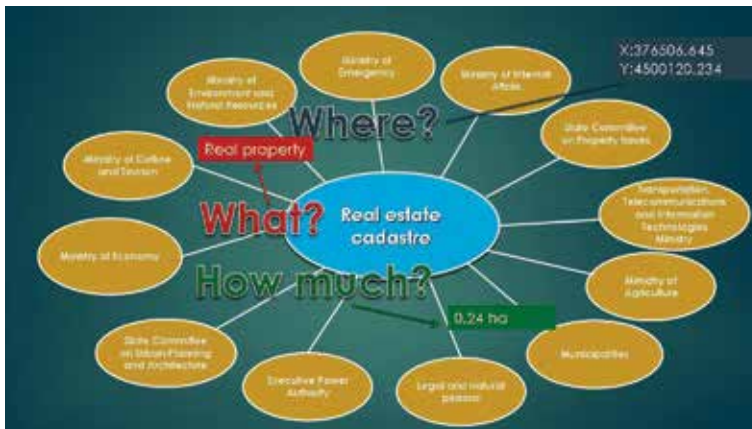 Ministry of
Emergency
Ministry of Internal
Affairs
Ministry of
Environment and
Natural Resources
X:376506.645
Y:4500120.234
Where?
State Committee
on Property Issues
Real property
Ministry of Culture
and Tourism
Transportation,
Telecommunications
and Information
Technologies
Ministry
What?
Real estate
cadastre
Ministry of Economy
How much?
Ministry of
Agriculture
0.24 ha
State Committee
on Urban Planning
and Architecture
Municipalities
Executive Power
Authority
Legal and natural
persons